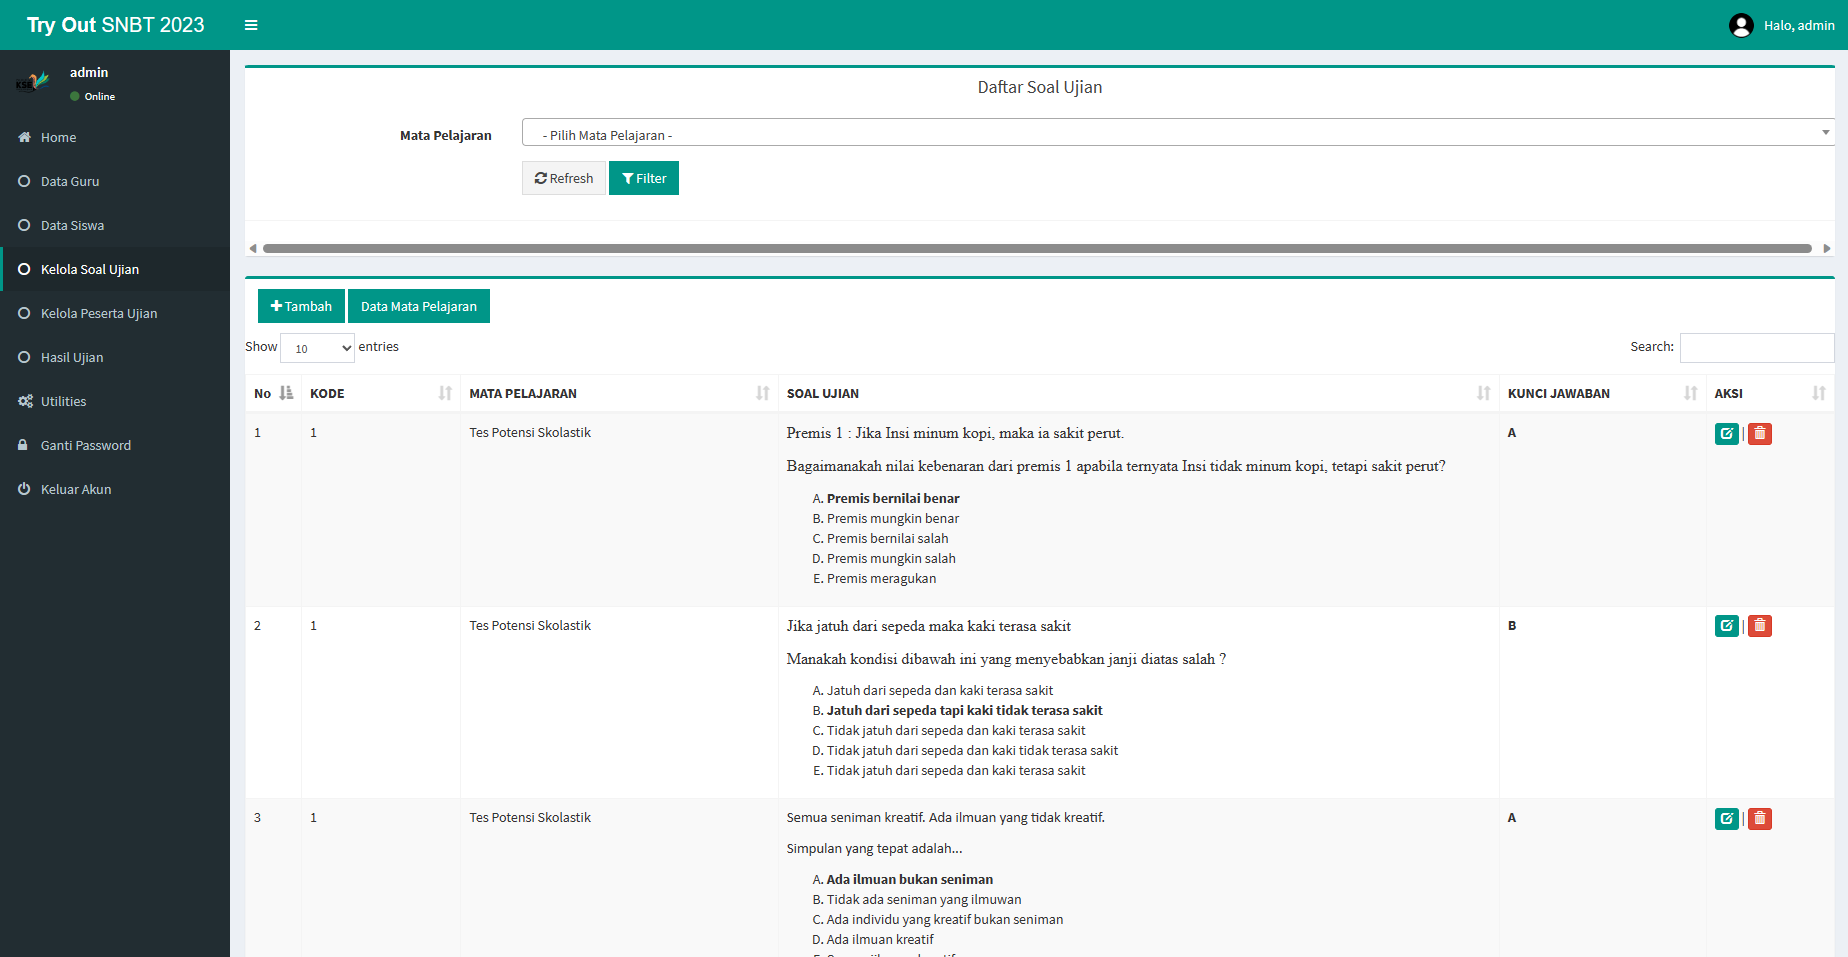 Try Out SNBT 2023
Halo, admin
KSE
admin
Online
Home
Data Guru
Data Siswa
Kelola Soal Ujian
Kelola Peserta Ujian
Hasil Ujian
Utilities
Ganti Password
Keluar Akun
Daftar Soal Ujian
Mata Pelajaran
- Pilih Mata Pelajaran -
Refresh Filter
Tambah Data Mata Pelajaran
Show 10 entries
Search:
No KODE MATA PELAJARAN SOAL UJIAN KUNCI JAWABAN AKSI
1 1 Tes Potensi Skolastik Premis 1 : Jika Insi minum kopi, maka ia sakit perut. A |
Bagaimanakah nilai kebenaran dari premis 1 apabila ternyata Insi tidak minum kopi, tetapi sakit perut?
A. Premis bernilai benar
B. Premis mungkin benar
C. Premis bernilai salah
D. Premis mungkin salah
E. Premis meragukan
2 1 Tes Potensi Skolastik Jika jatuh dari sepeda maka kaki terasa sakit B |
Manakah kondisi dibawah ini yang menyebabkan janji diatas salah ?
A. Jatuh dari sepeda dan kaki terasa sakit
B. Jatuh dari sepeda tapi kaki tidak terasa sakit
C. Tidak jatuh dari sepeda dan kaki terasa sakit
D. Tidak jatuh dari sepeda dan kaki tidak terasa sakit
E. Tidak jatuh dari sepeda dan kaki terasa sakit
3 1 Tes Potensi Skolastik Semua seniman kreatif. Ada ilmuan yang tidak kreatif. A |
Simpulan yang tepat adalah...
A. Ada ilmuan bukan seniman
B. Tidak ada seniman yang ilmuwan
C. Ada individu yang kreatif bukan seniman
D. Ada ilmuan kreatif